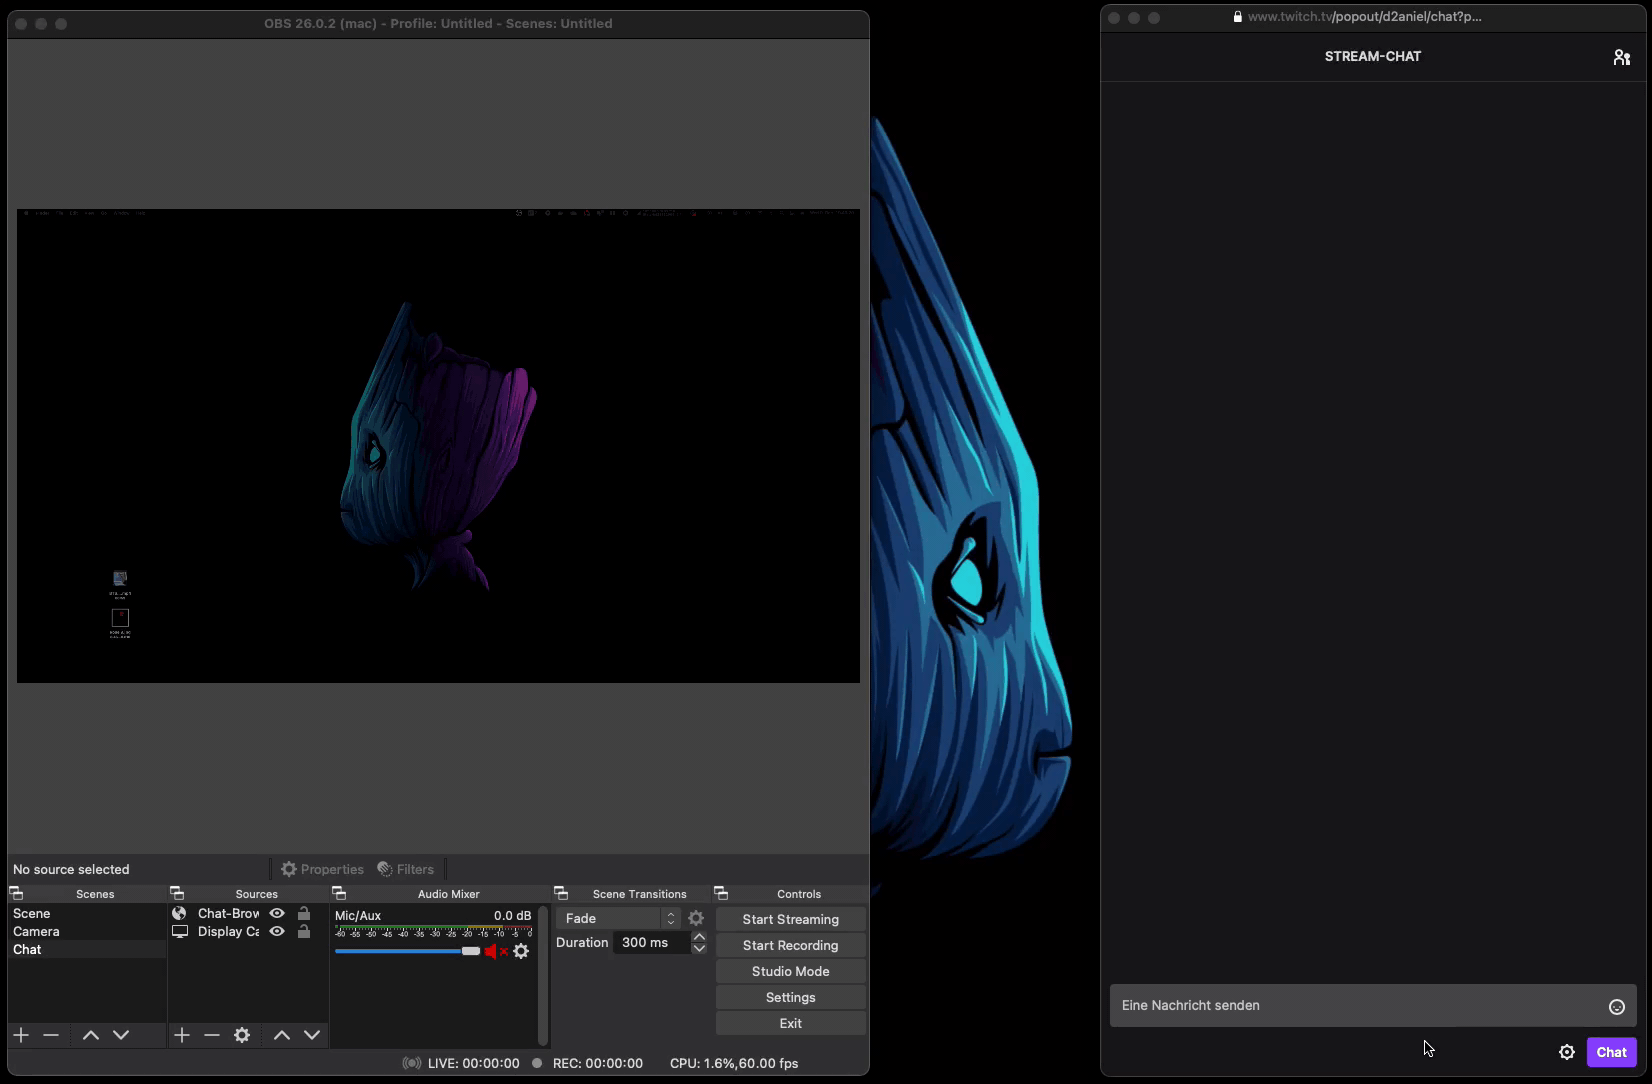 OBS 26.0.2 (mac) - Profile: Untitled - Scenes: Untitled
No source selected
Properties
Filters
Scenes
Scene
Camera
Chat
Sources
Chat-Brow
Display Ca
Audio Mixer
Mic/Aux 0.0 dB
-60 -55 -50 -45 -40 -35 -30 -25 -20 -15 -10 -5 0
Scene Transitions
Fade
Duration 300 ms
Controls
Start Streaming
Start Recording
Studio Mode
Settings
Exit
LIVE: 00:00:00 REC: 00:00:00 CPU: 1.6%,60.00 fps
www.twitch.tv/popout/d2aniel/chat?p...
STREAM-CHAT
Eine Nachricht senden
Chat